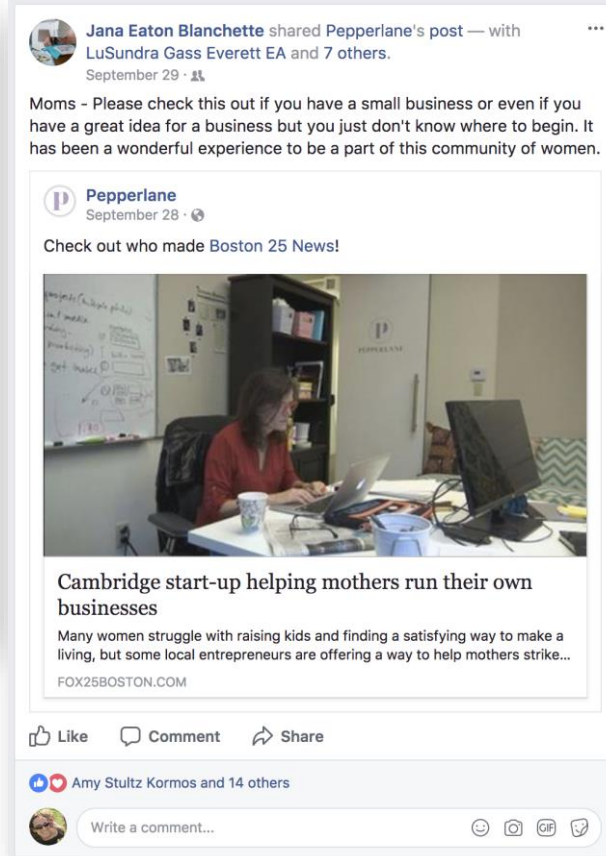 Jana Eaton Blanchette shared Pepperlane's post — with
LuSundra Gass Everett EA and 7 others.
September 29 ·
Moms - Please check this out if you have a small business or even if you
have a great idea for a business but you just don't know where to begin. It
has been a wonderful experience to be a part of this community of women.
P
Pepperlane
September 28 ·
Check out who made Boston 25 News!
P
PEPPERLANE
Cambridge start-up helping mothers run their own
businesses
Many women struggle with raising kids and finding a satisfying way to make a
living, but some local entrepreneurs are offering a way to help mothers strike...
FOX25BOSTON.COM
Like Comment Share
Amy Stultz Kormos and 14 others
Write a comment...
GIF